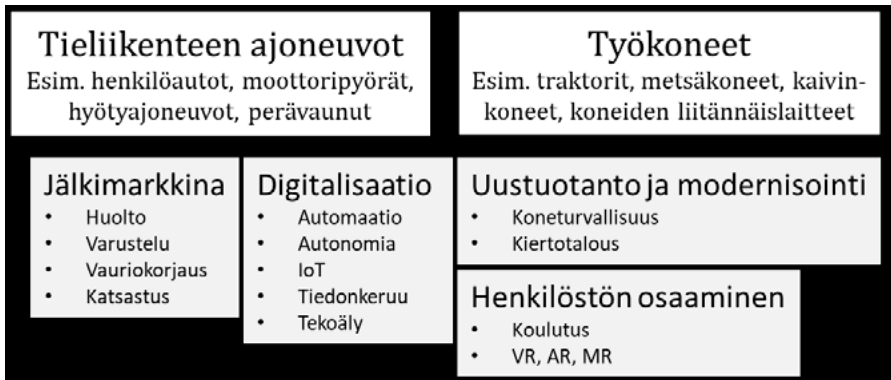 Tieliikenteen ajoneuvot
Esim. henkilöautot, moottoripyörät,
hyötyajoneuvot, perävaunut
Työkoneet
Esim. traktorit, metsäkoneet, kaivin-
koneet, koneiden liitännäislaitteet
Jälkimarkkina
• Huolto
• Varustelu
• Vauriokorjaus
• Katsastus
Digitalisaatio
• Automaatio
• Autonomia
• IoT
• Tiedonkeruu
• Tekoäly
Uustuotanto ja modernisointi
• Koneturvallisuus
• Kiertotalous
Henkilöstön osaaminen
• Koulutus
• VR, AR, MR